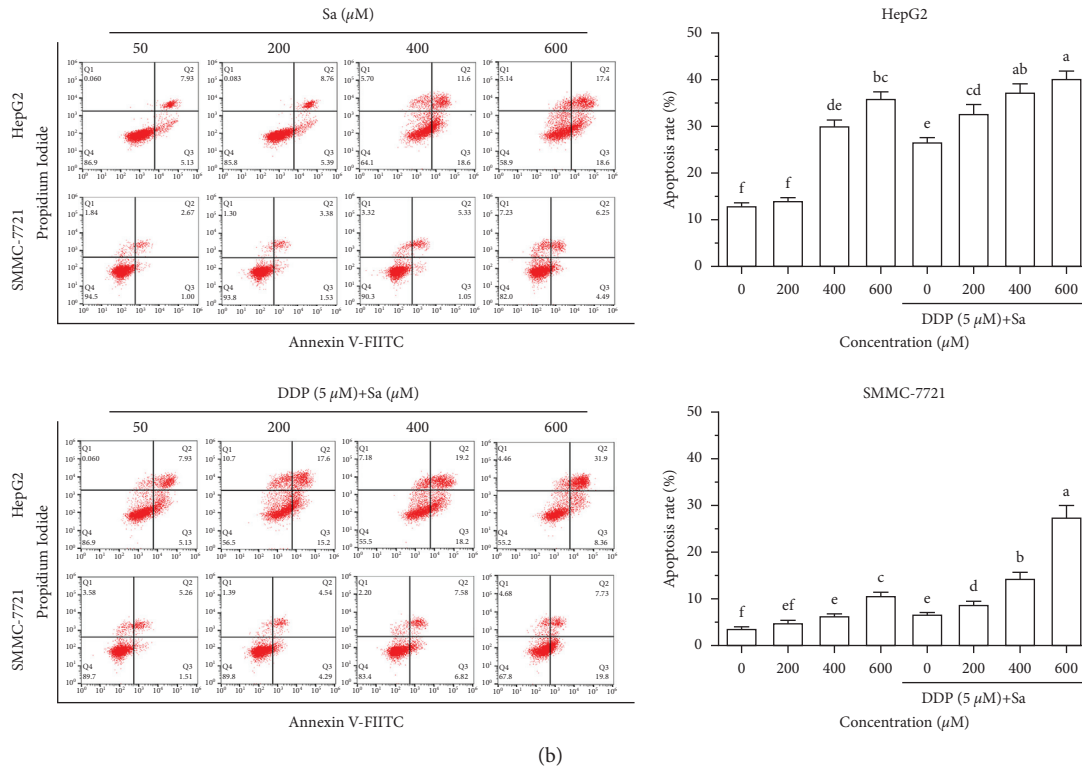 Sa (µM)
50 200 400 600
HepG2
SMMC-7721
Propidium Iodide
Q1 0.060 Q2 7.93 Q4 86.9 Q3 5.13
Q1 0.083 Q2 8.76 Q4 85.8 Q3 5.39
Q1 5.70 Q2 11.6 Q4 64.1 Q3 18.6
Q1 5.14 Q2 17.4 Q4 58.9 Q3 18.6
Q1 1.84 Q2 2.67 Q4 94.5 Q3 1.00
Q1 1.30 Q2 3.38 Q4 93.8 Q3 1.53
Q1 3.32 Q2 5.33 Q4 90.3 Q3 1.05
Q1 7.23 Q2 6.25 Q4 82.0 Q3 4.49
10⁰ 10¹ 10² 10³ 10⁴ 10⁵ 10⁶
Annexin V-FIITC
HepG2
Apoptosis rate (%)
50
40
30
20
10
0
f f de bc e cd ab a
0 200 400 600 0 200 400 600
DDP (5 µM)+Sa
Concentration (µM)
DDP (5 µM)+Sa (µM)
50 200 400 600
HepG2
SMMC-7721
Propidium Iodide
Q1 0.060 Q2 7.93 Q4 86.9 Q3 5.13
Q1 10.7 Q2 17.6 Q4 56.5 Q3 15.2
Q1 7.18 Q2 19.2 Q4 55.5 Q3 18.2
Q1 4.46 Q2 31.9 Q4 55.2 Q3 8.36
Q1 3.58 Q2 5.26 Q4 89.7 Q3 1.51
Q1 1.39 Q2 4.54 Q4 89.8 Q3 4.29
Q1 2.20 Q2 7.58 Q4 83.4 Q3 6.82
Q1 4.68 Q2 7.73 Q4 67.8 Q3 19.8
10⁰ 10¹ 10² 10³ 10⁴ 10⁵ 10⁶
Annexin V-FIITC
SMMC-7721
Apoptosis rate (%)
50
40
30
20
10
0
f ef e c e d b a
0 200 400 600 0 200 400 600
DDP (5 µM)+Sa
Concentration (µM)
(b)